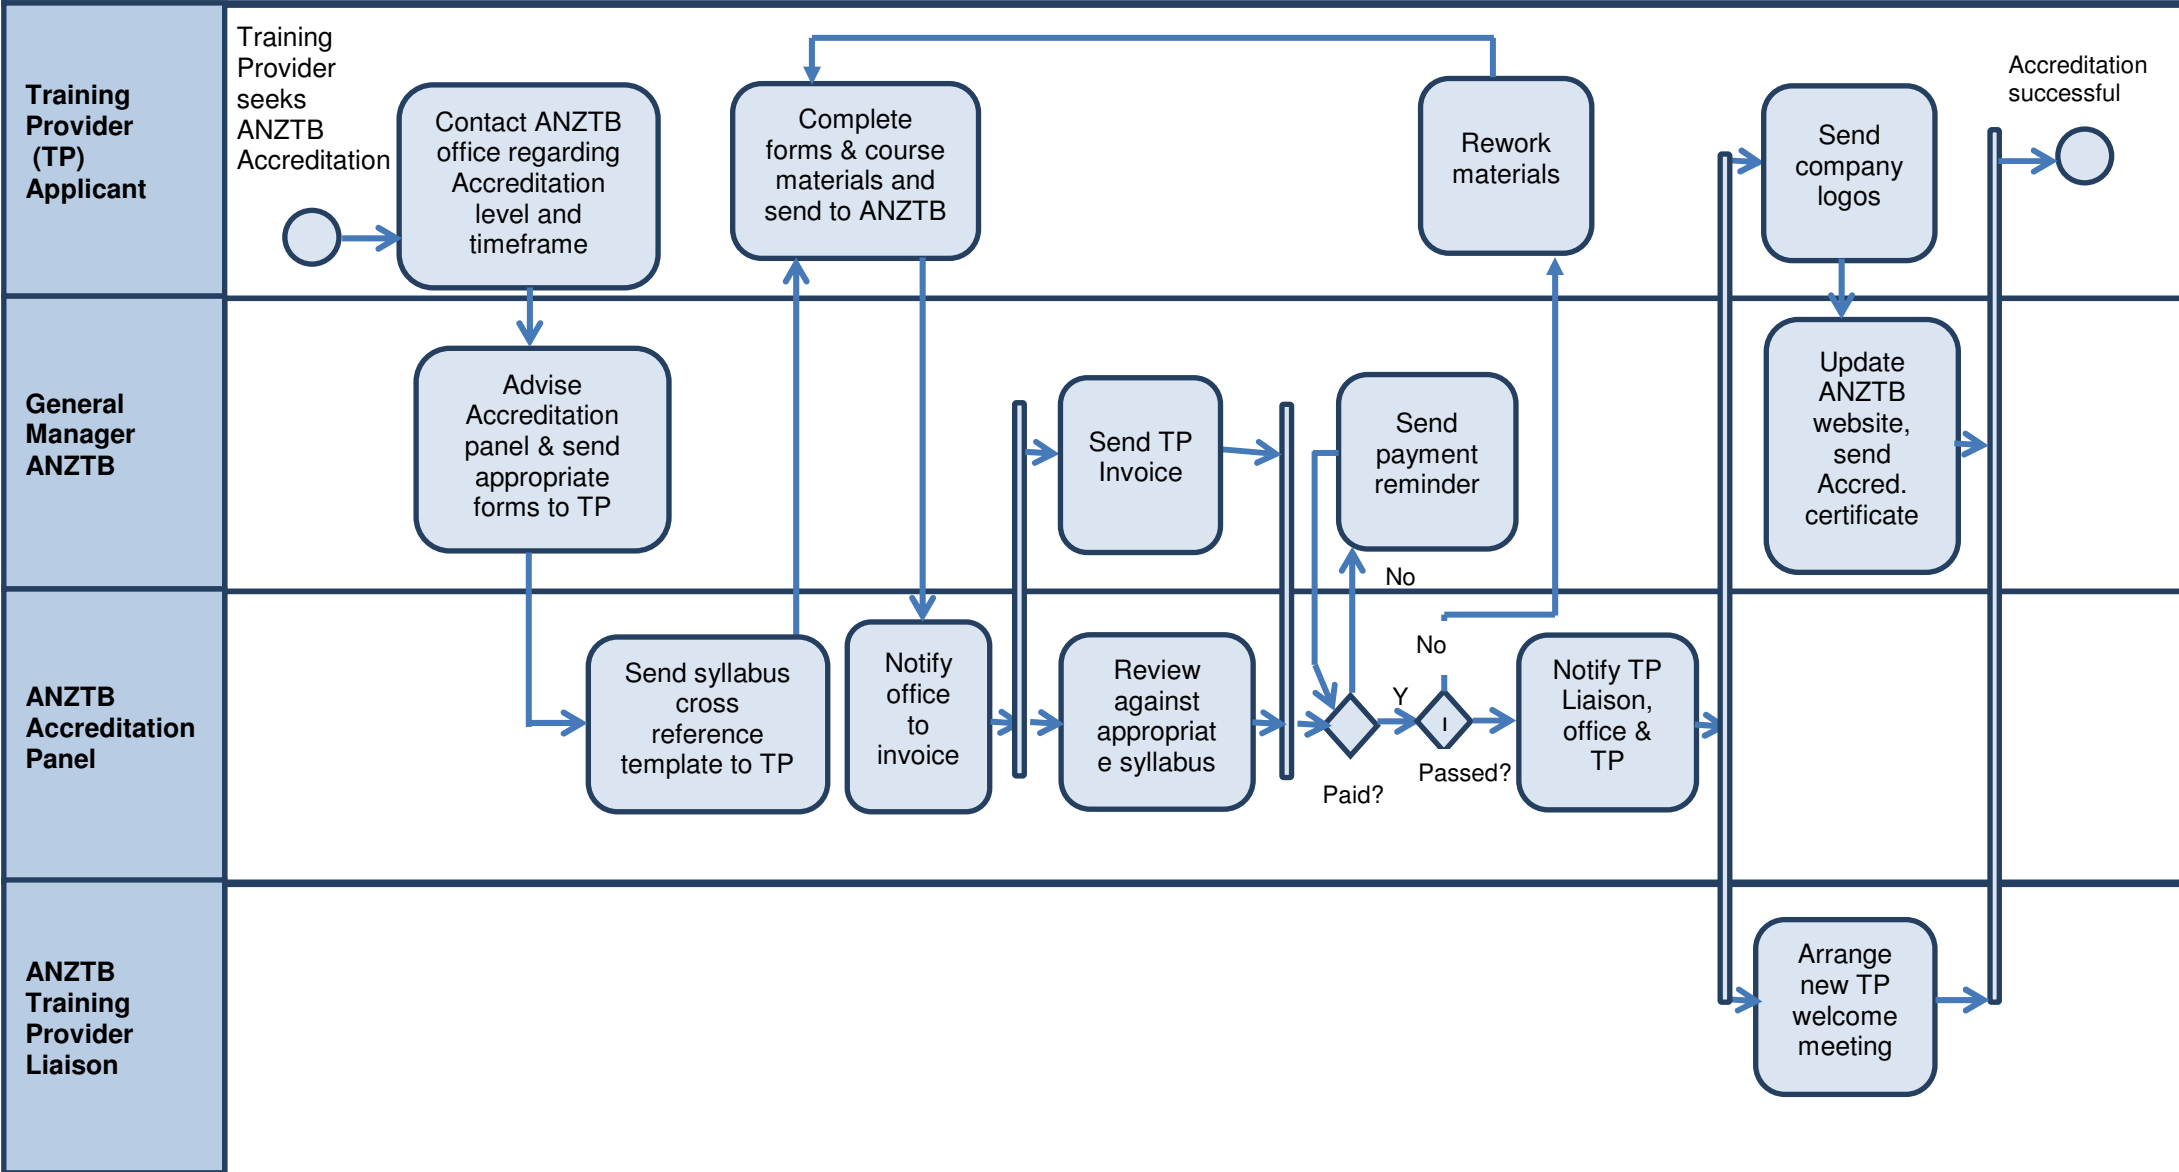 Training
Provider
(TP)
Applicant
Training
Provider
seeks
ANZTB
Accreditation
Contact ANZTB
office regarding
Accreditation
level and
timeframe
Complete
forms & course
materials and
send to ANZTB
Rework
materials
Send
company
logos
Accreditation
successful
General
Manager
ANZTB
Advise
Accreditation
panel & send
appropriate
forms to TP
Send TP
Invoice
Send
payment
reminder
No
Update
ANZTB
website,
send
Accred.
certificate
ANZTB
Accreditation
Panel
Send syllabus
cross
reference
template to TP
Notify
office
to
invoice
Review
against
appropriat
e syllabus
Paid?
Y
No
Passed?
Notify TP
Liaison,
office &
TP
ANZTB
Training
Provider
Liaison
Arrange
new TP
welcome
meeting